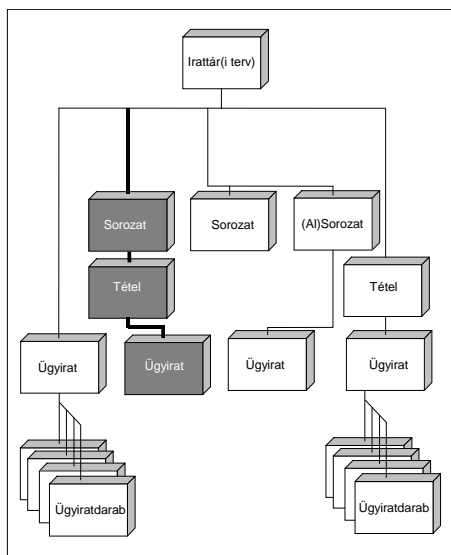 Irattár(i terv)
Sorozat
Sorozat
(Al)Sorozat
Tétel
Tétel
Ügyirat
Ügyirat
Ügyirat
Ügyirat
Ügyiratdarab
Ügyiratdarab